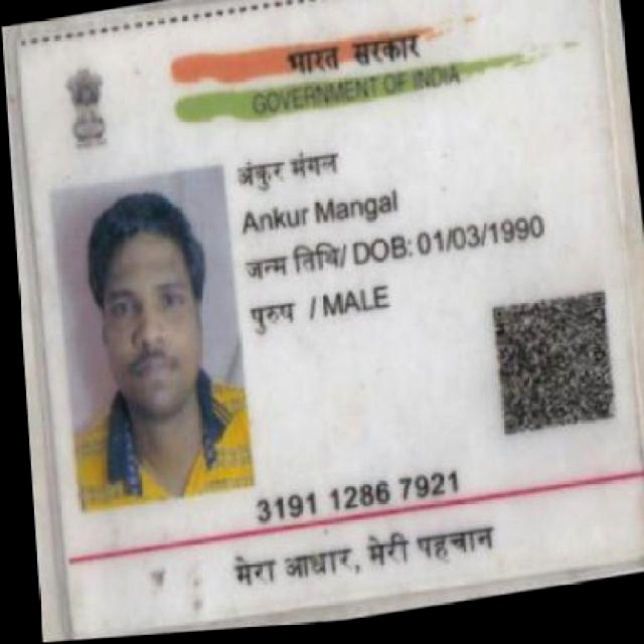 भारत सरकार
GOVERNMENT OF INDIA
अंकुर मंगल
Ankur Mangal
जन्म तिथि/ DOB: 01/03/1990
पुरुष / MALE
3191 1286 7921
मेरा आधार, मेरी पहचान